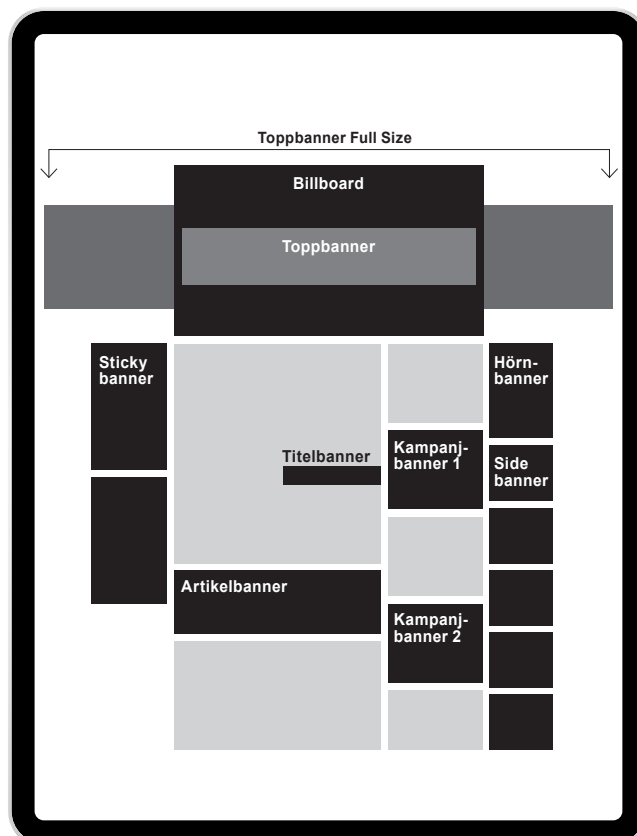 Toppbanner Full Size
Billboard
Toppbanner
Sticky
banner
Hörn-
banner
Titelbanner
Kampanj-
banner 1
Side
banner
Artikelbanner
Kampanj-
banner 2